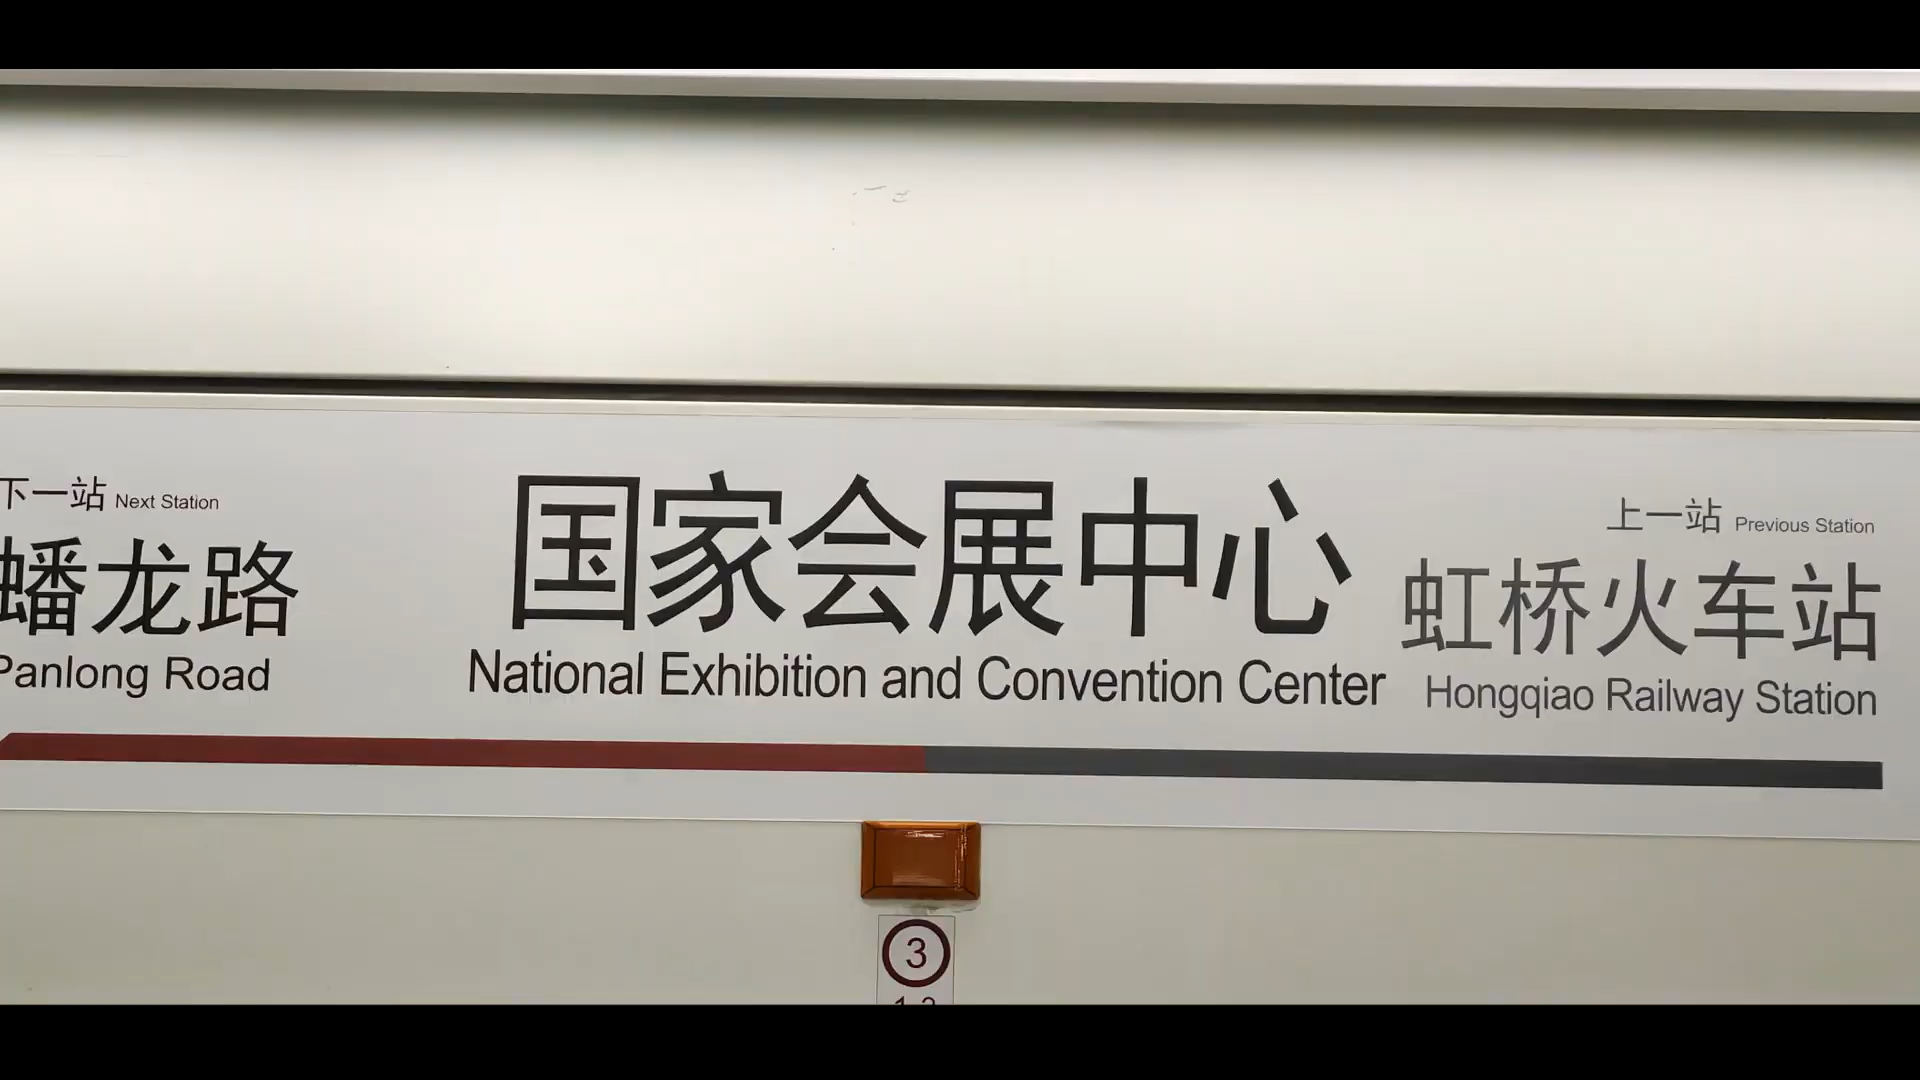 下一站 Next Station
蟠龙路
Panlong Road
国家会展中心
National Exhibition and Convention Center
上一站 Previous Station
虹桥火车站
Hongqiao Railway Station
3